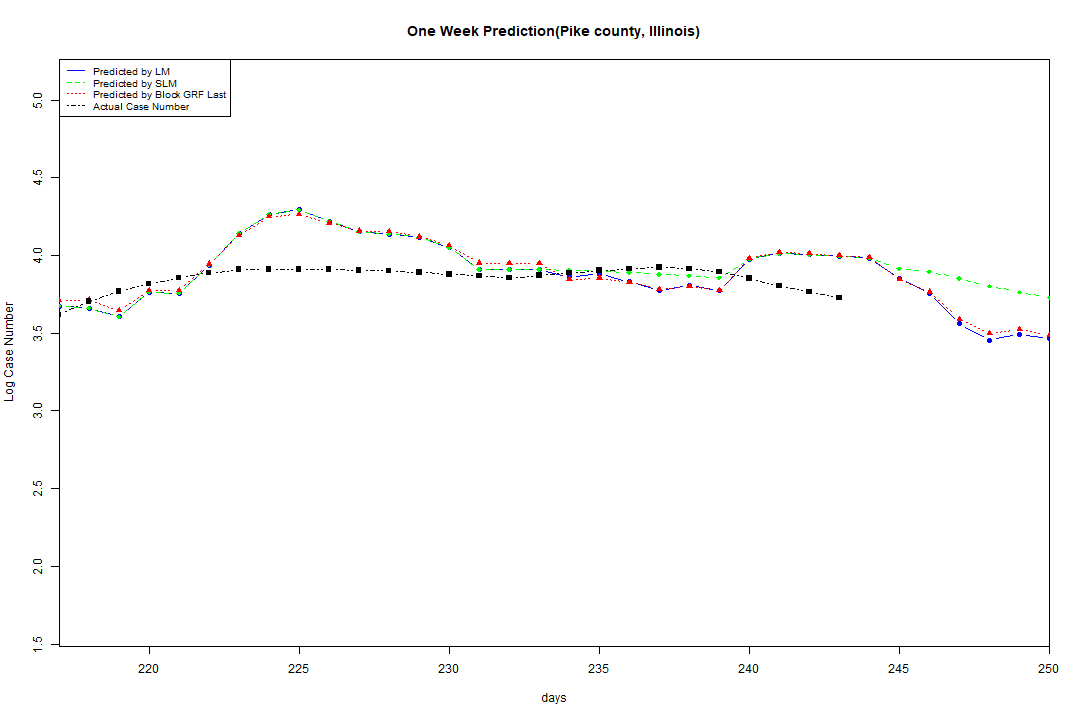 One Week Prediction(Pike county, Illinois)
Predicted by LM
Predicted by SLM
Predicted by Block GRF Last
Actual Case Number
5.0
4.5
4.0
3.5
3.0
2.5
2.0
1.5
Log Case Number
220 225 230 235 240 245 250
days